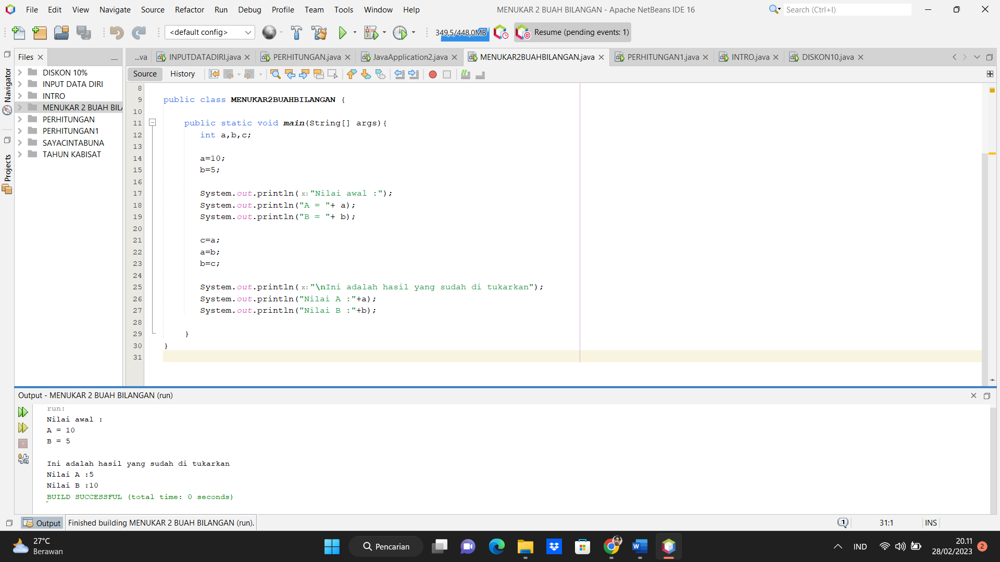 File Edit View Navigate Source Refactor Run Debug Profile Team Tools Window Help
MENUKAR 2 BUAH BILANGAN - Apache NetBeans IDE 16
Search (Ctrl+I)
<default config>
349,5/448,0MB
Resume (pending events: 1)
Files
...va INPUTDATADIRI.java PERHITUNGAN.java JavaApplication2.java MENUKAR2BUAHBILANGAN.java PERHITUNGAN1.java INTRO.java DISKON10.java
Source History
Navigator
Projects
DISKON 10%
INPUT DATA DIRI
INTRO
MENUKAR 2 BUAH BIL
PERHITUNGAN
PERHITUNGAN1
SAYACINTABUNA
TAHUN KABISAT
8
9 public class MENUKAR2BUAHBILANGAN {
10
11 public static void main(String[] args){
12 int a,b,c;
13
14 a=10;
15 b=5;
16
17 System.out.println(x:"Nilai awal :");
18 System.out.println("A = "+ a);
19 System.out.println("B = "+ b);
20
21 c=a;
22 a=b;
23 b=c;
24
25 System.out.println(x:"\nIni adalah hasil yang sudah di tukarkan");
26 System.out.println("Nilai A :"+a);
27 System.out.println("Nilai B :"+b);
28
29 }
30 }
31
Output - MENUKAR 2 BUAH BILANGAN (run)
run:
Nilai awal :
A = 10
B = 5
Ini adalah hasil yang sudah di tukarkan
Nilai A :5
Nilai B :10
BUILD SUCCESSFUL (total time: 0 seconds)
Output
Finished building MENUKAR 2 BUAH BILANGAN (run).
1
31:1
INS
27°C
Berawan
Pencarian
IND
20.11
28/02/2023
2